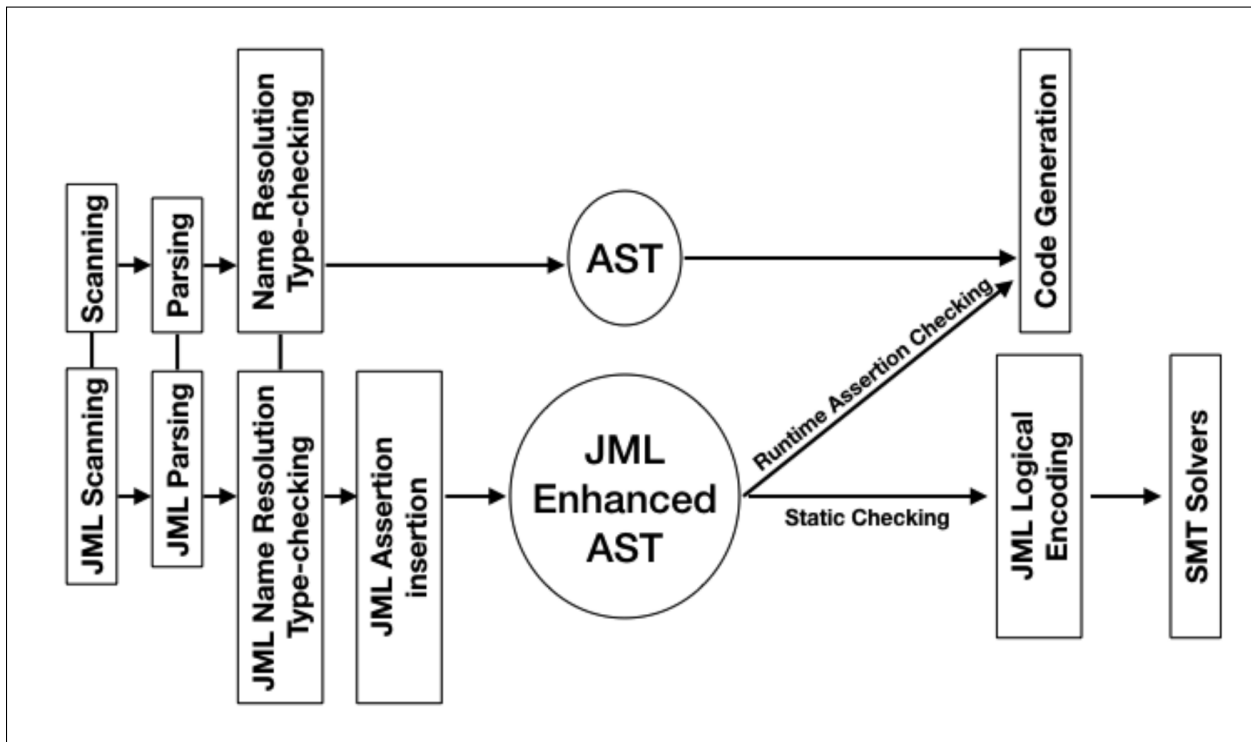 Scanning
Parsing
Name Resolution
Type-checking
AST
Code Generation
JML Scanning
JML Parsing
JML Name Resolution
Type-checking
JML Assertion
insertion
JML
Enhanced
AST
Runtime Assertion Checking
Static Checking
JML Logical
Encoding
SMT Solvers